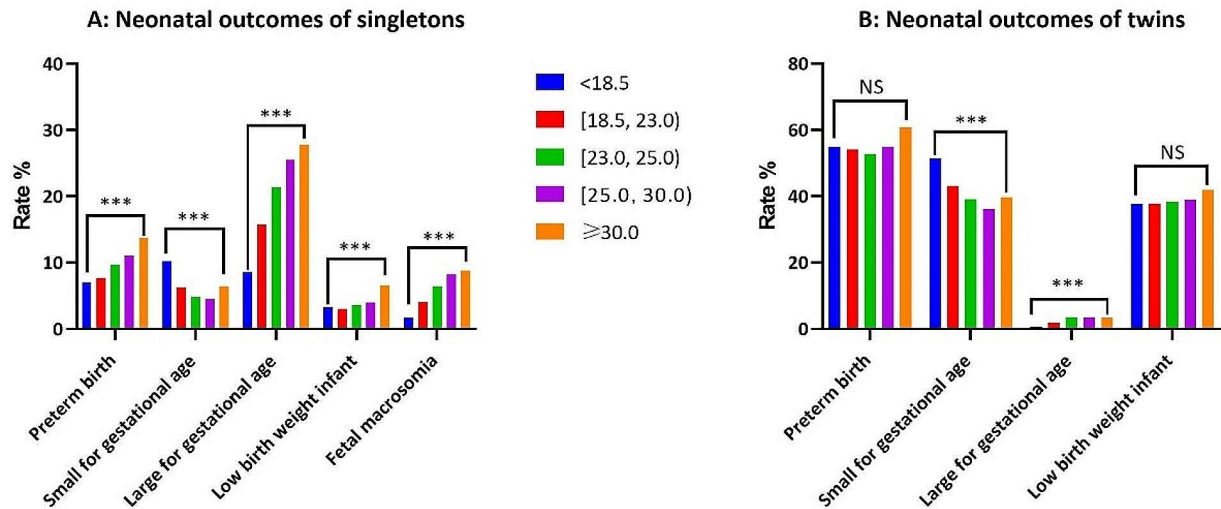 A: Neonatal outcomes of singletons
Rate %
40
30
20
10
0
***
***
***
***
***
Preterm birth
Small for gestational age
Large for gestational age
Low birth weight infant
Fetal macrosomia
<18.5
[18.5, 23.0)
[23.0, 25.0)
[25.0, 30.0)
⩾30.0
B: Neonatal outcomes of twins
Rate %
80
60
40
20
0
NS
***
***
NS
Preterm birth
Small for gestational age
Large for gestational age
Low birth weight infant